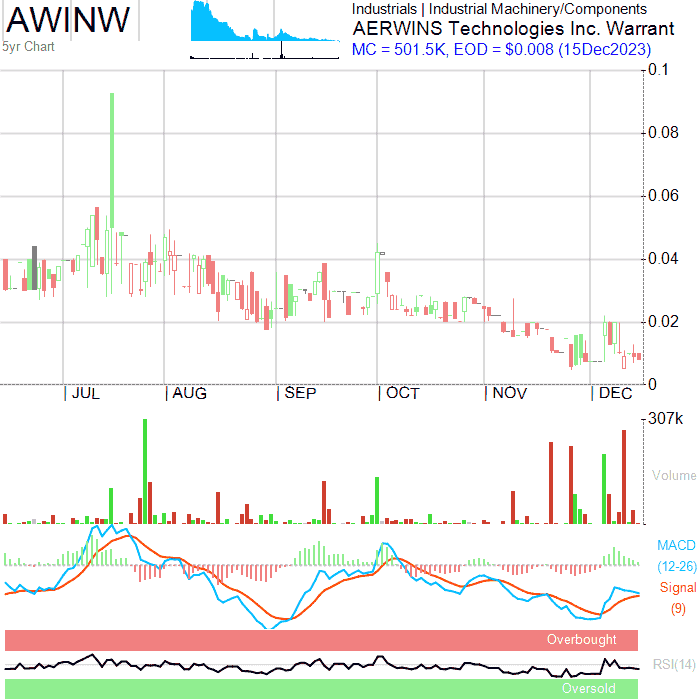 AWINW
5yr Chart
Industrials | Industrial Machinery/Components
AERWINS Technologies Inc. Warrant
MC = 501.5K, EOD = $0.008 (15Dec2023)
0.1
0.08
0.06
0.04
0.02
0
JUL AUG SEP OCT NOV DEC
307k
Volume
MACD
(12-26)
Signal
(9)
Overbought
RSI(14)
Oversold